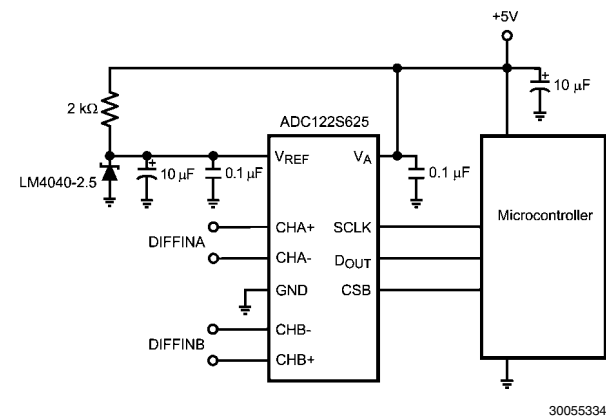 +5V
10 μF
2 kΩ
ADC122S625
VREF
VA
LM4040-2.5
10 μF
0.1 μF
0.1 μF
Microcontroller
DIFFINA
CHA+
SCLK
CHA-
DOUT
GND
CSB
DIFFINB
CHB-
CHB+
30055334